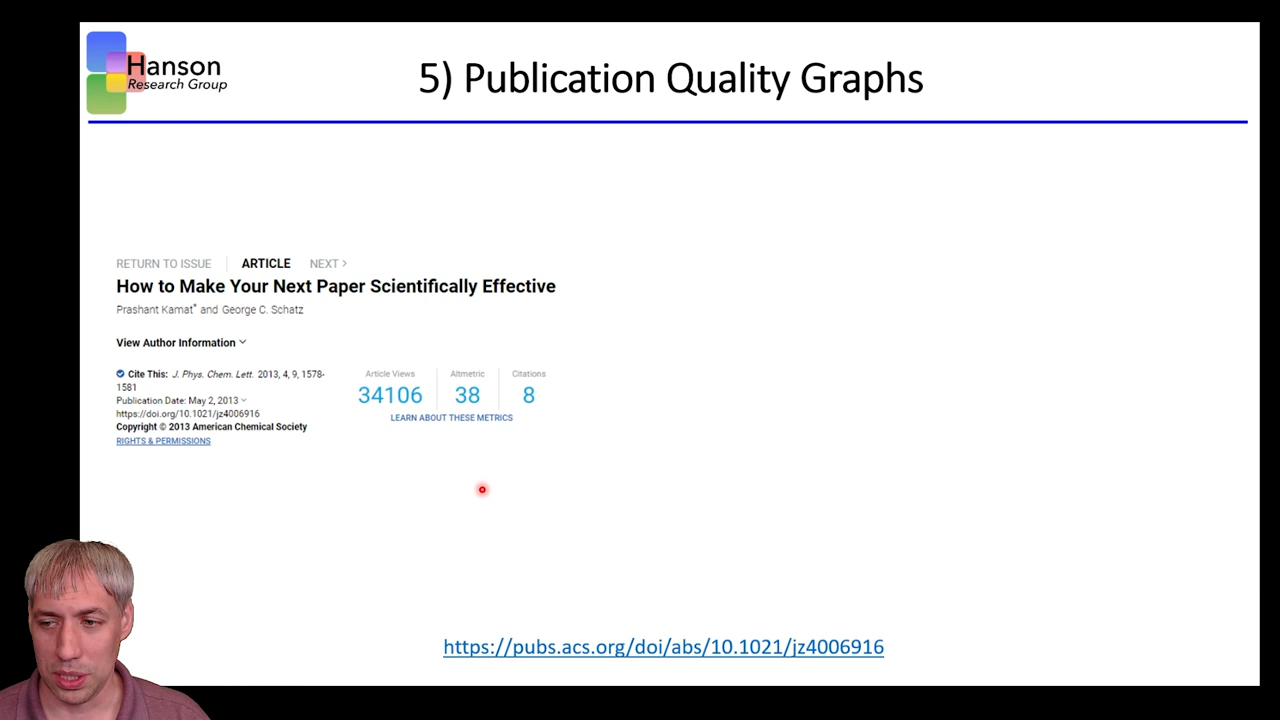 Hanson
Research Group
5) Publication Quality Graphs
RETURN TO ISSUE ARTICLE NEXT >
How to Make Your Next Paper Scientifically Effective
Prashant Kamat* and George C. Schatz
View Author Information
Cite This: J. Phys. Chem. Lett. 2013, 4, 9, 1578-
1581
Publication Date: May 2, 2013
https://doi.org/10.1021/jz4006916
Copyright © 2013 American Chemical Society
RIGHTS & PERMISSIONS
Article Views Altmetric Citations
34106 38 8
LEARN ABOUT THESE METRICS
https://pubs.acs.org/doi/abs/10.1021/jz4006916